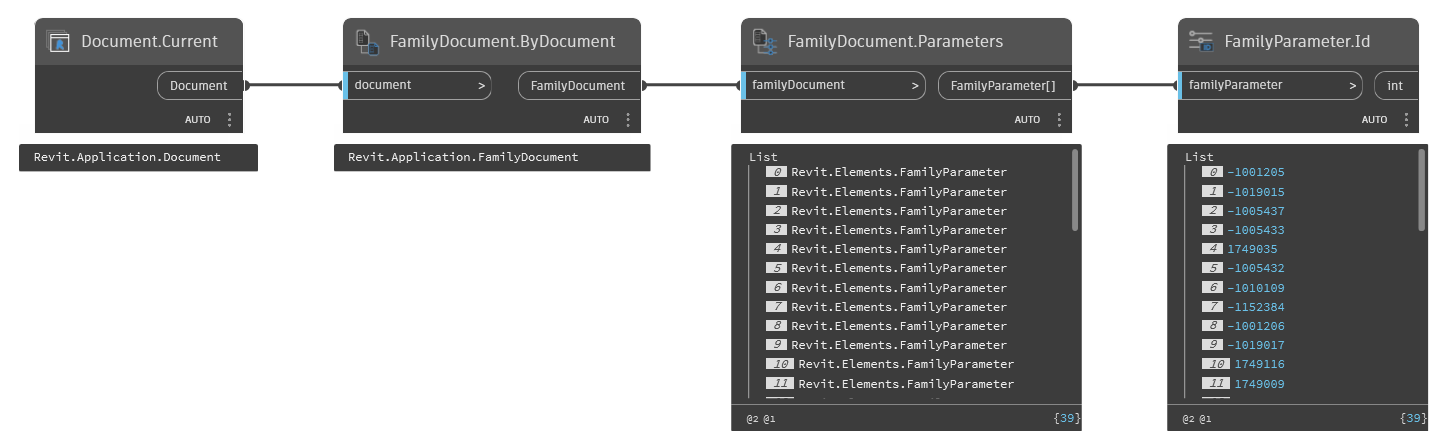 Document.Current
Document
AUTO
Revit.Application.Document
FamilyDocument.ByDocument
document >
FamilyDocument
AUTO
Revit.Application.FamilyDocument
FamilyDocument.Parameters
familyDocument >
FamilyParameter[]
AUTO
List
0 Revit.Elements.FamilyParameter
1 Revit.Elements.FamilyParameter
2 Revit.Elements.FamilyParameter
3 Revit.Elements.FamilyParameter
4 Revit.Elements.FamilyParameter
5 Revit.Elements.FamilyParameter
6 Revit.Elements.FamilyParameter
7 Revit.Elements.FamilyParameter
8 Revit.Elements.FamilyParameter
9 Revit.Elements.FamilyParameter
10 Revit.Elements.FamilyParameter
11 Revit.Elements.FamilyParameter
@2 @1 {39}
FamilyParameter.Id
familyParameter >
int
AUTO
List
0 -1001205
1 -1019015
2 -1005437
3 -1005433
4 1749035
5 -1005432
6 -1010109
7 -1152384
8 -1001206
9 -1019017
10 1749116
11 1749009
@2 @1 {39}